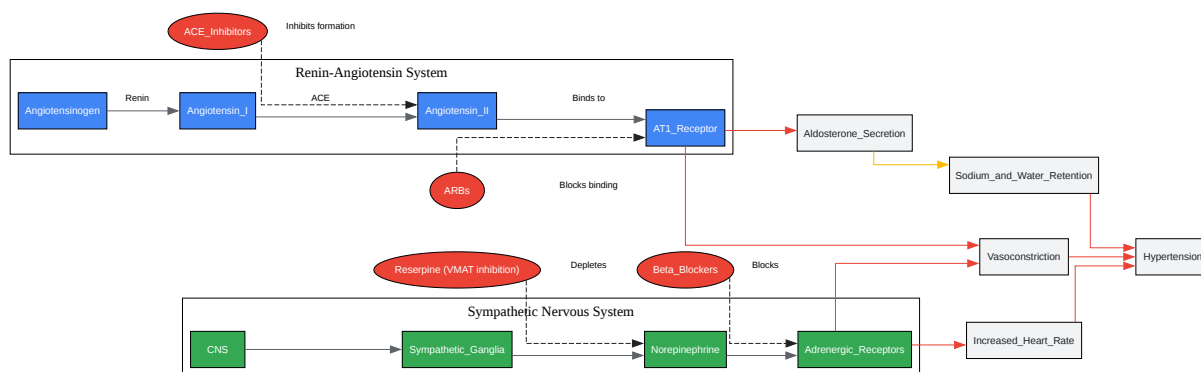 ACE_Inhibitors
Inhibits formation
Renin-Angiotensin System
Angiotensinogen
Renin
Angiotensin_I
ACE
Angiotensin_II
Binds to
AT1_Receptor
Aldosterone_Secretion
Sodium_and_Water_Retention
ARBs
Blocks binding
Vasoconstriction
Hypertension
Reserpine (VMAT inhibition)
Depletes
Beta_Blockers
Blocks
Sympathetic Nervous System
CNS
Sympathetic_Ganglia
Norepinephrine
Adrenergic_Receptors
Increased_Heart_Rate